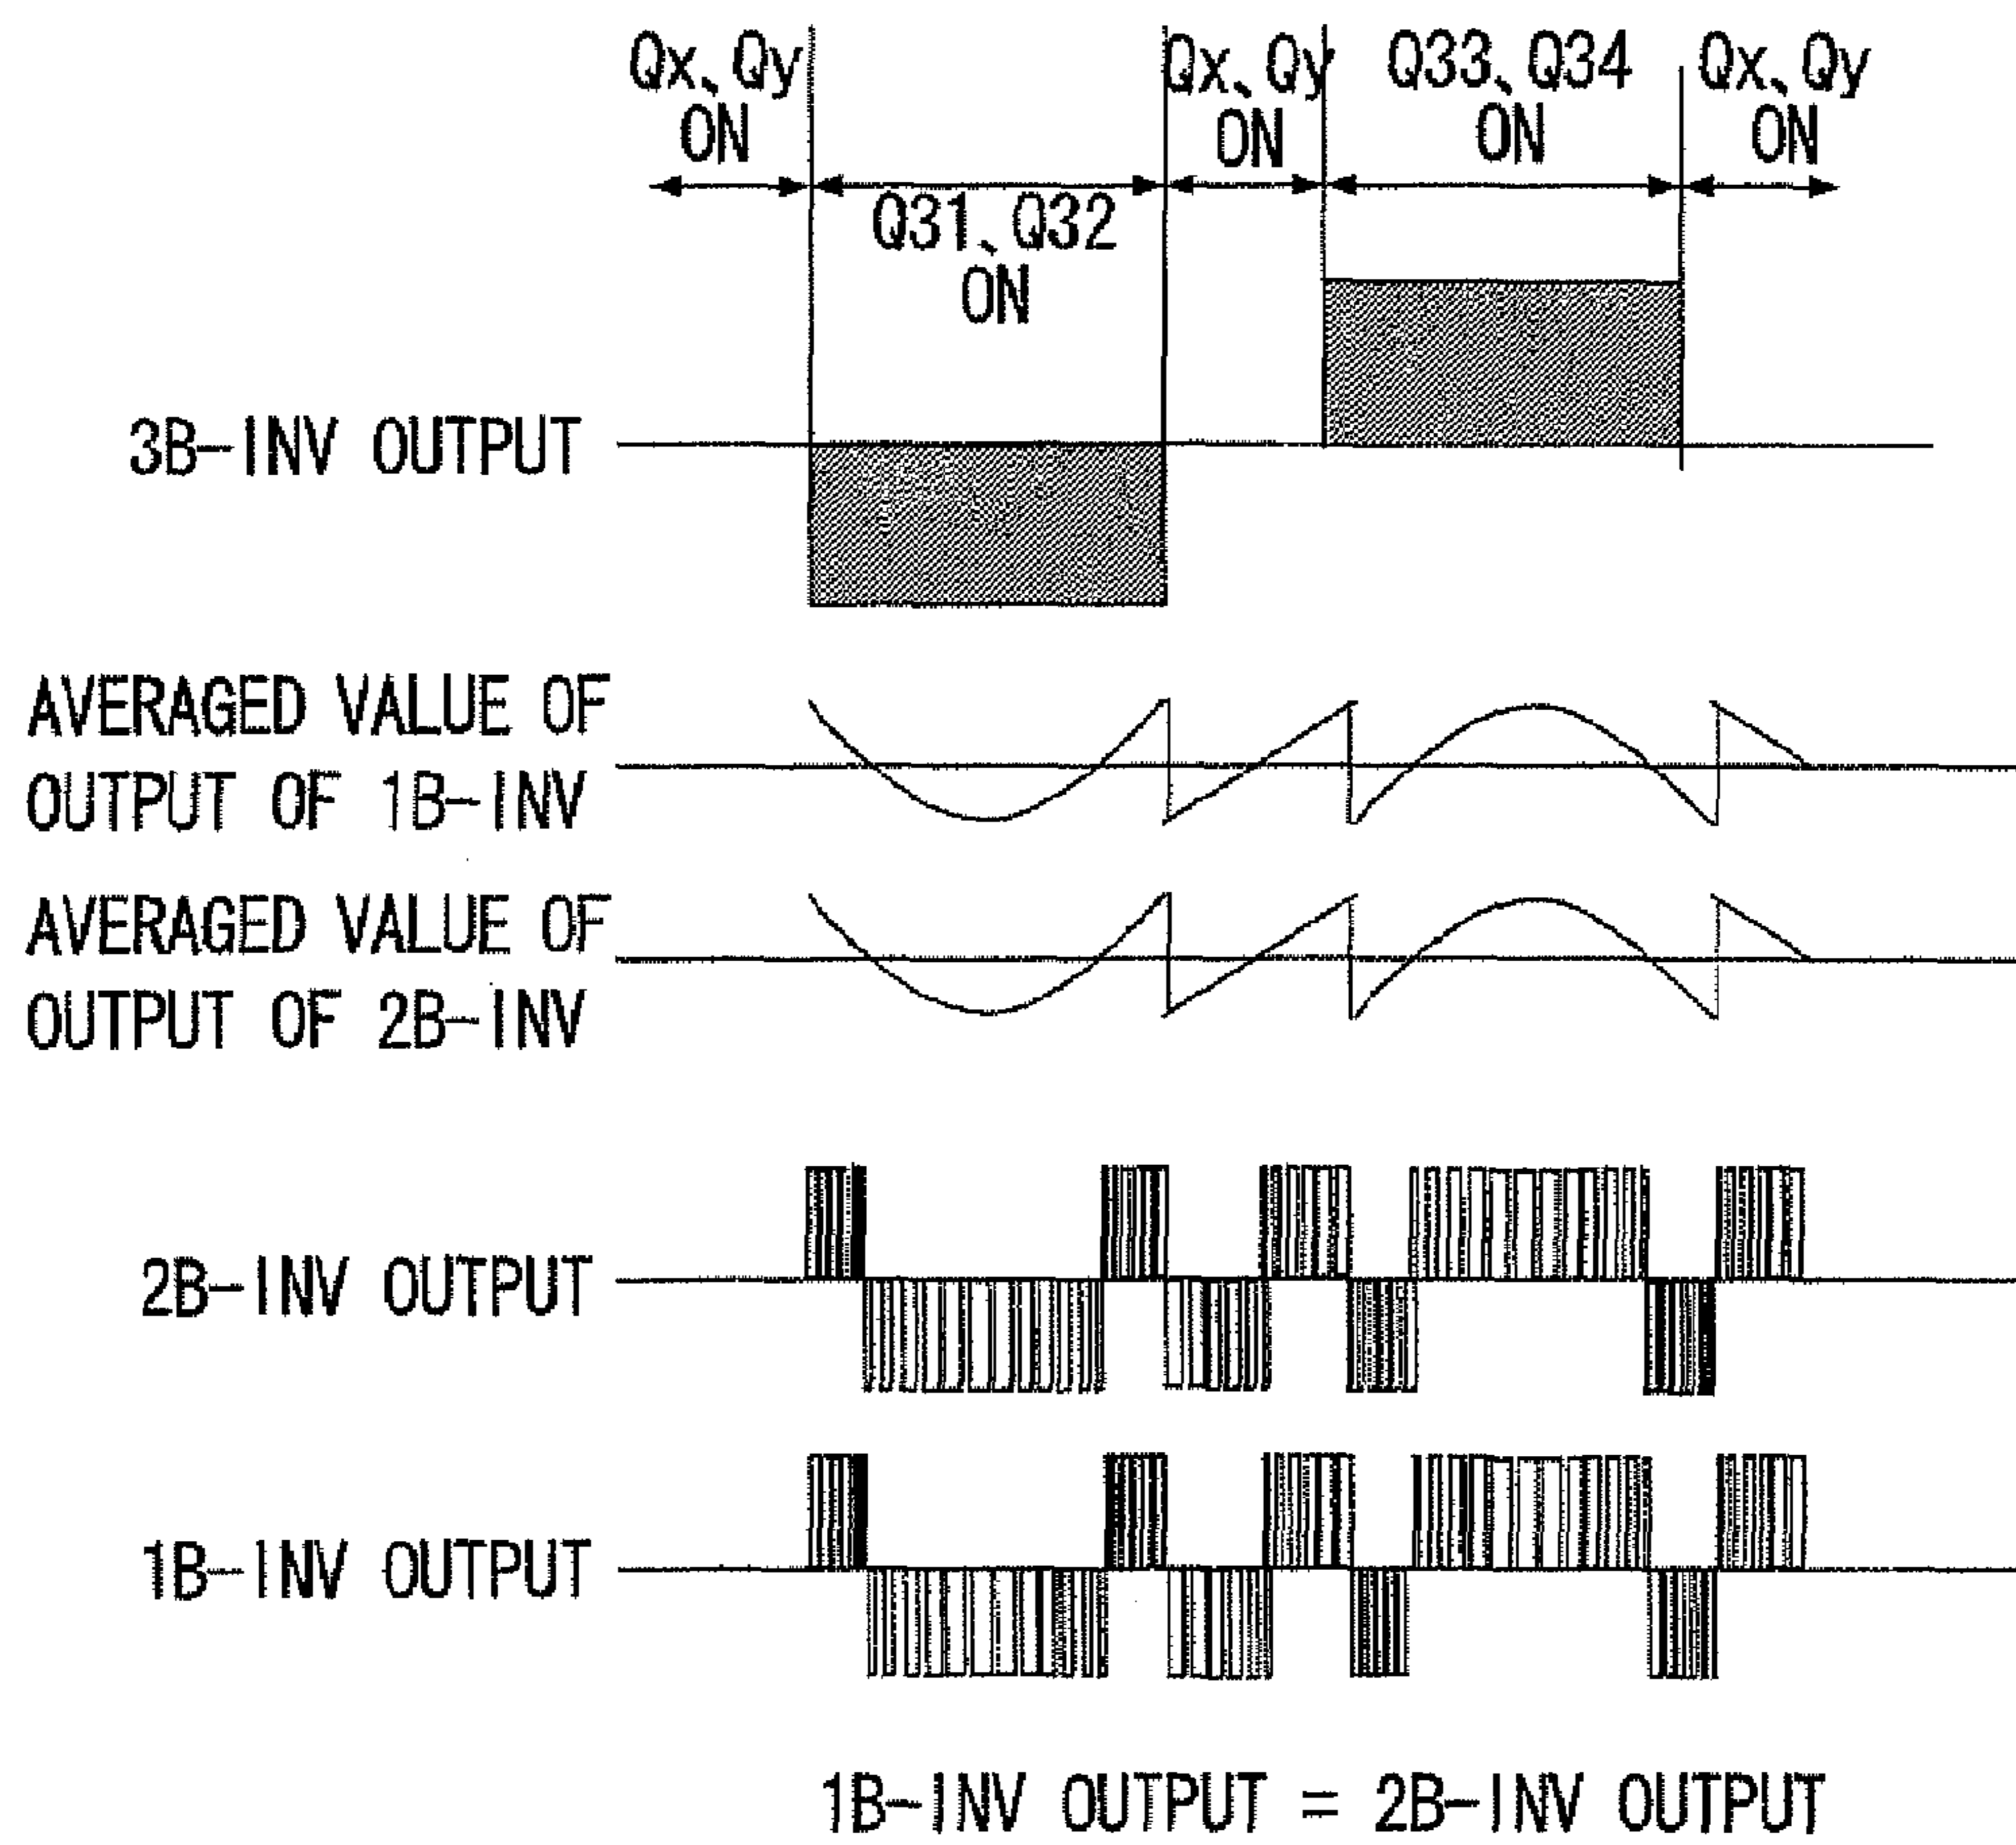 Qx、Qy
ON
Qx、Qy
ON
Q33、Q34
ON
Qx、Qy
ON
Q31、Q32
ON
3B-INV OUTPUT
AVERAGED VALUE OF
OUTPUT OF 1B-INV
AVERAGED VALUE OF
OUTPUT OF 2B-INV
2B-INV OUTPUT
1B-INV OUTPUT
1B-INV OUTPUT = 2B-INV OUTPUT